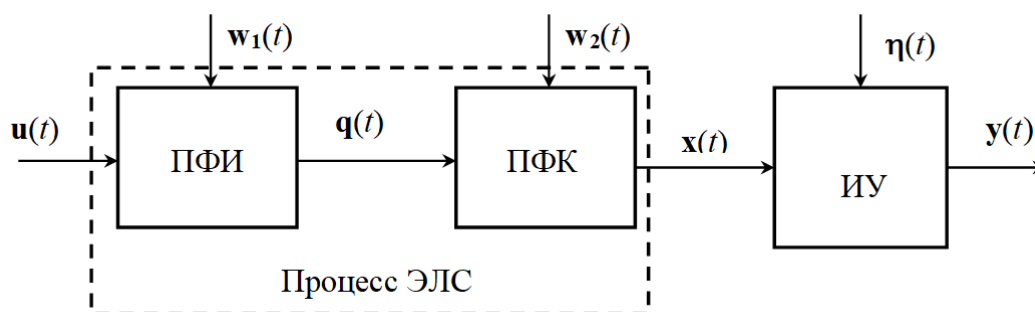 w₁(t)
w₂(t)
η(t)
u(t)
q(t)
x(t)
y(t)
ПФИ
ПФК
ИУ
Процесс ЭЛС